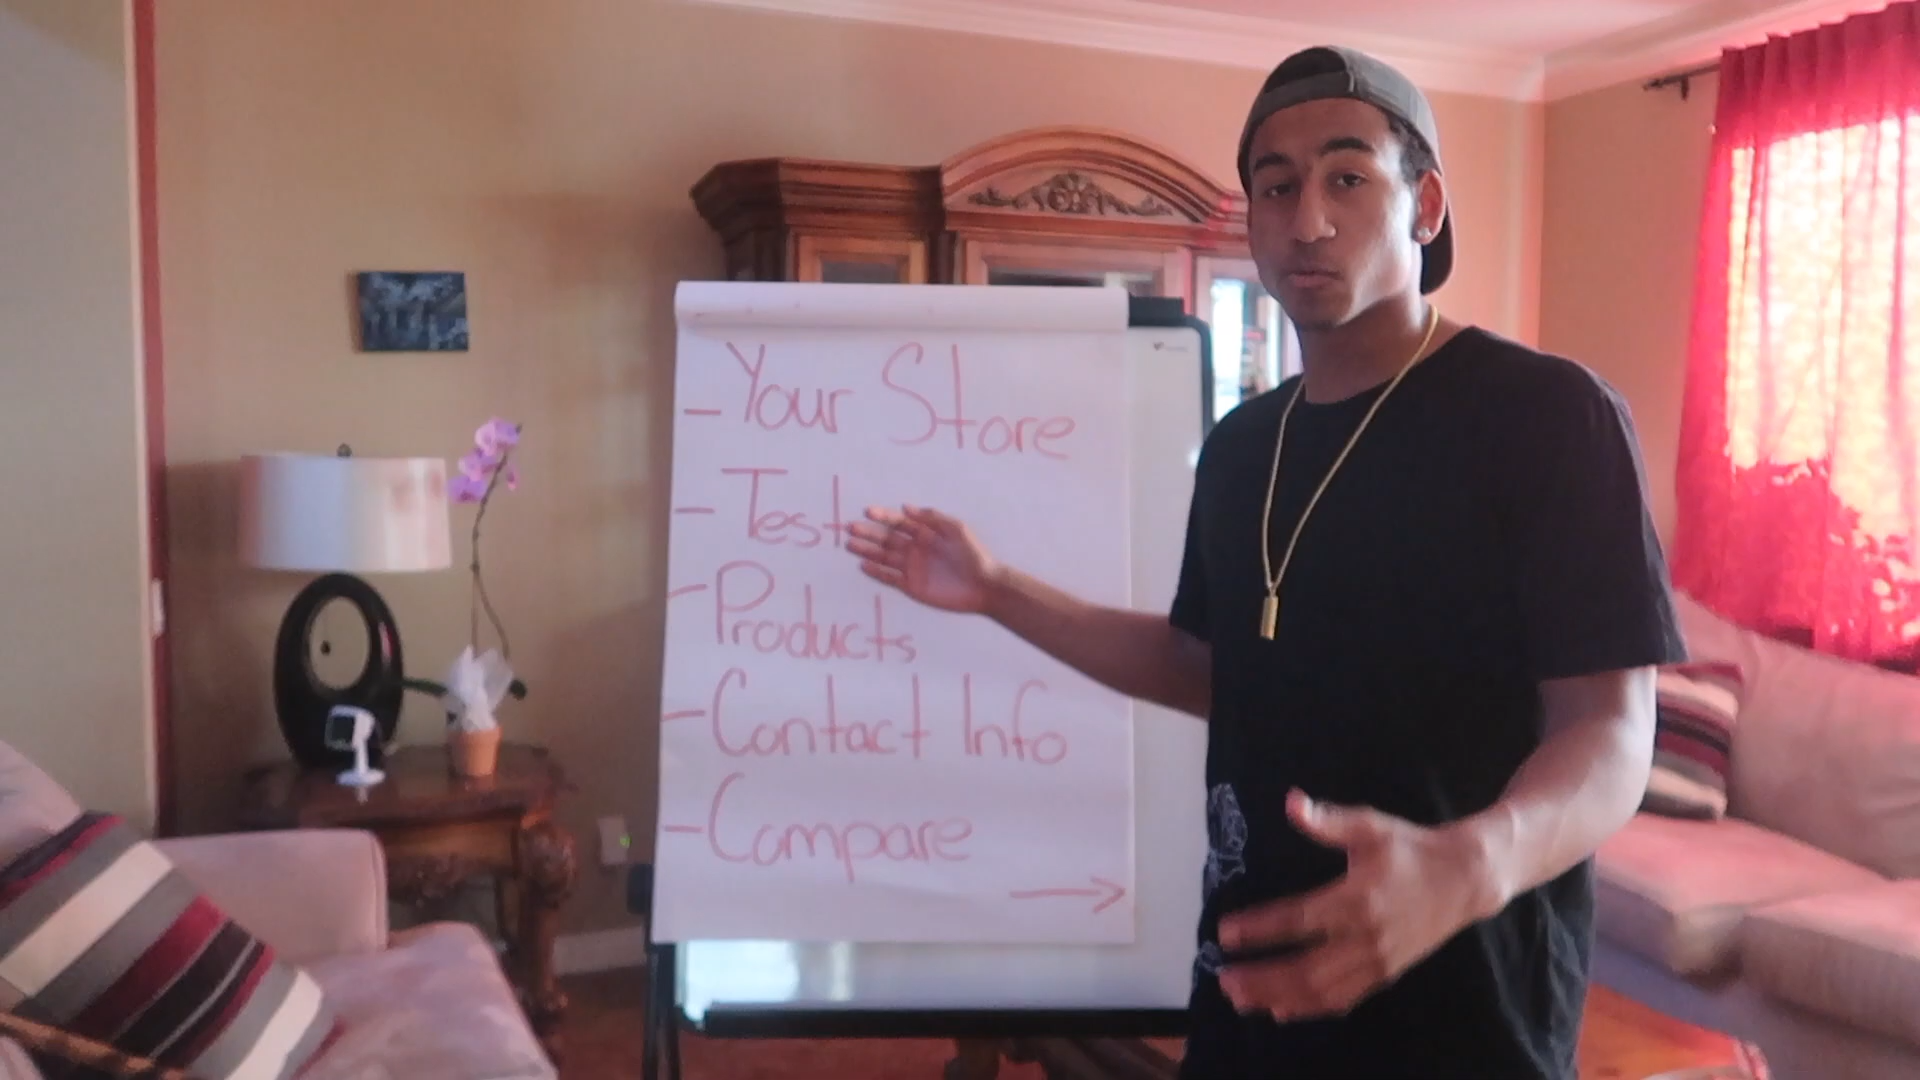 - Your Store
- Test
- Products
- Contact Info
- Compare
→